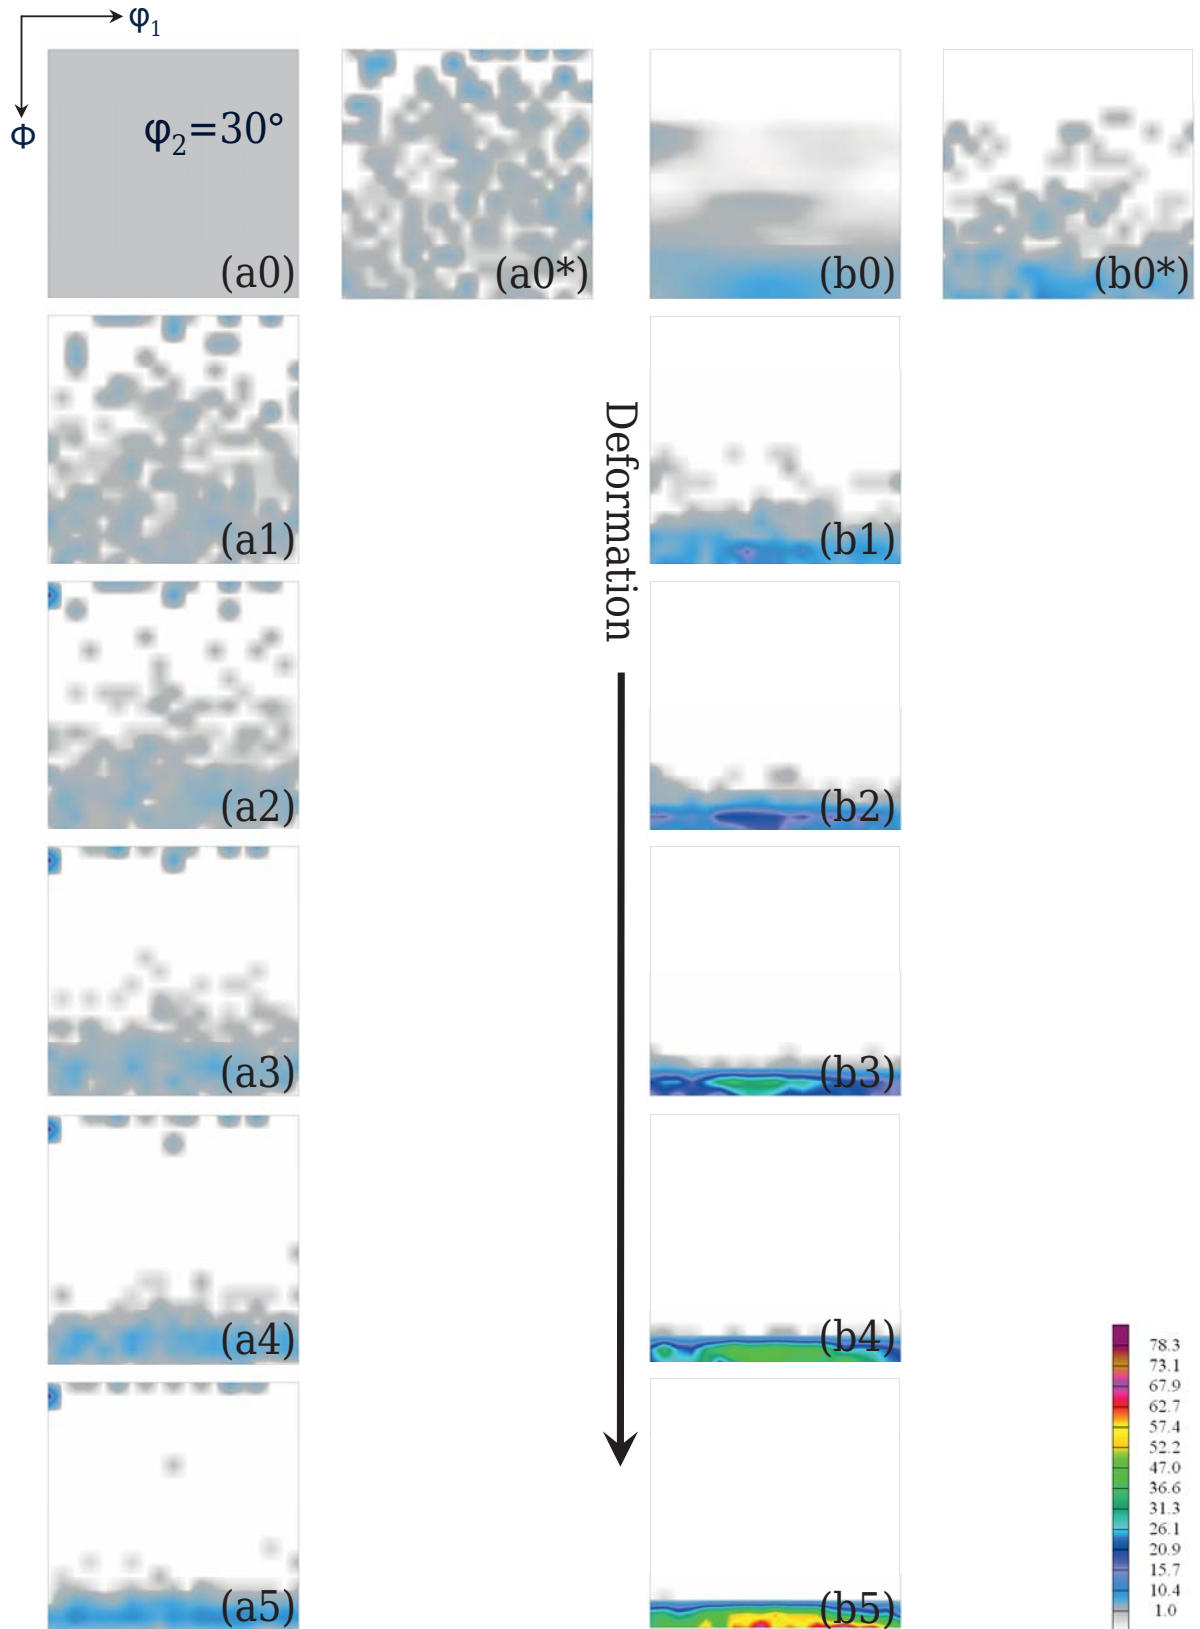 φ1
Φ
φ2=30°
(a0)
(a0*)
(b0)
(b0*)
(a1)
Deformation
(b1)
(a2)
(b2)
(a3)
(b3)
(a4)
(b4)
(a5)
(b5)
78.3
73.1
67.9
62.7
57.4
52.2
47.0
36.6
31.3
26.1
20.9
15.7
10.4
1.0